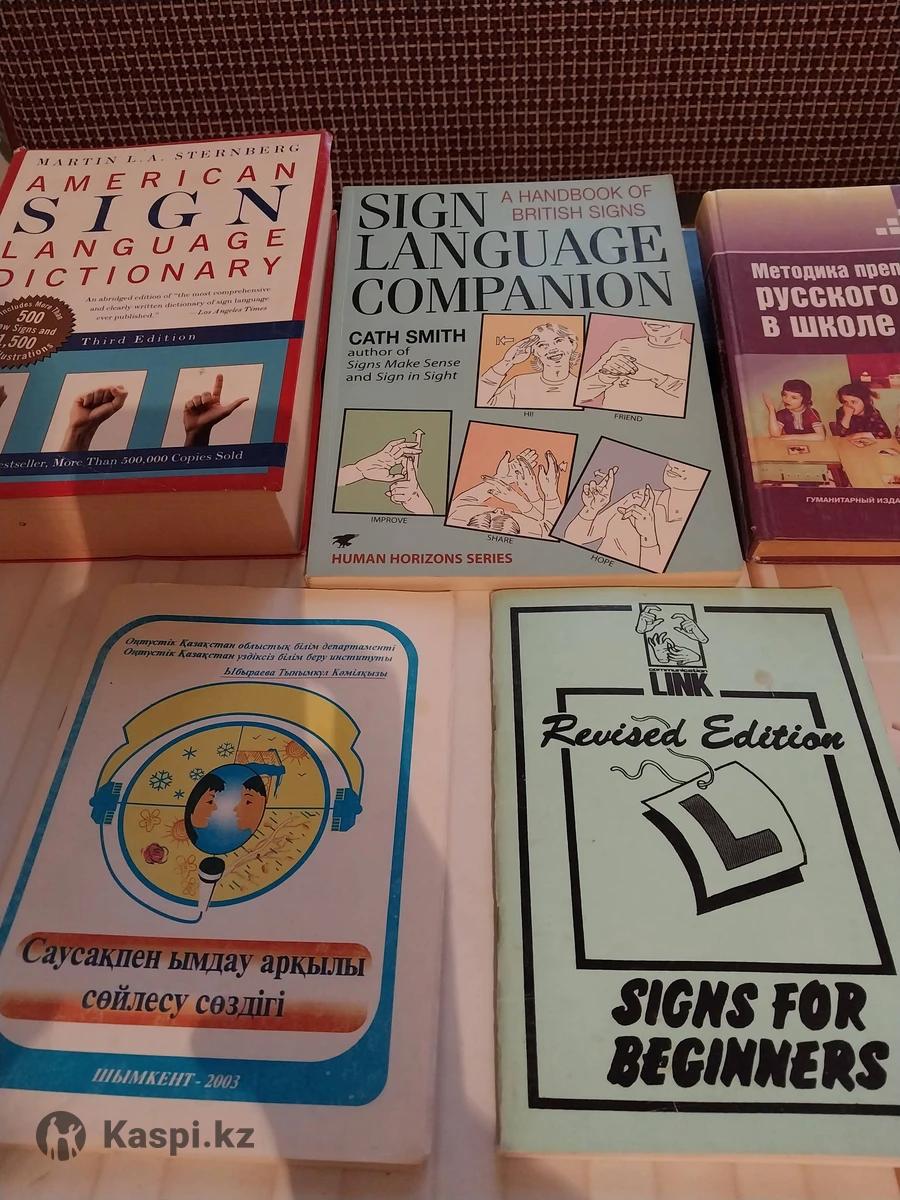 MARTIN L.A. STERNBERG
AMERICAN
SIGN
LANGUAGE
DICTIONARY
An abridged edition of "the most comprehensive
and clearly written dictionary of sign language
ever published." —Los Angeles Times
Includes More Than
500
New Signs and
1,500
Illustrations
Third Edition
Bestseller, More Than 500,000 Copies Sold
SIGN
A HANDBOOK OF
BRITISH SIGNS
LANGUAGE
COMPANION
CATH SMITH
author of
Signs Make Sense
and Sign in Sight
HI!
FRIEND
IMPROVE
SHARE
HOPE
HUMAN HORIZONS SERIES
Методика преп
русского
в школе
ГУМАНИТАРНЫЙ ИЗДА
Оңтүстік Қазақстан облыстық білім департаменті
Оңтүстік Қазақстан үздіксіз білім беру институты
Ыбыраева Тынымкул Көмілқызы
Саусақпен ымдау арқылы
сөйлесу сөздігі
ШЫМКЕНТ - 2003
communication
LINK
Revised Edition
L
SIGNS FOR
BEGINNERS
Kaspi.kz